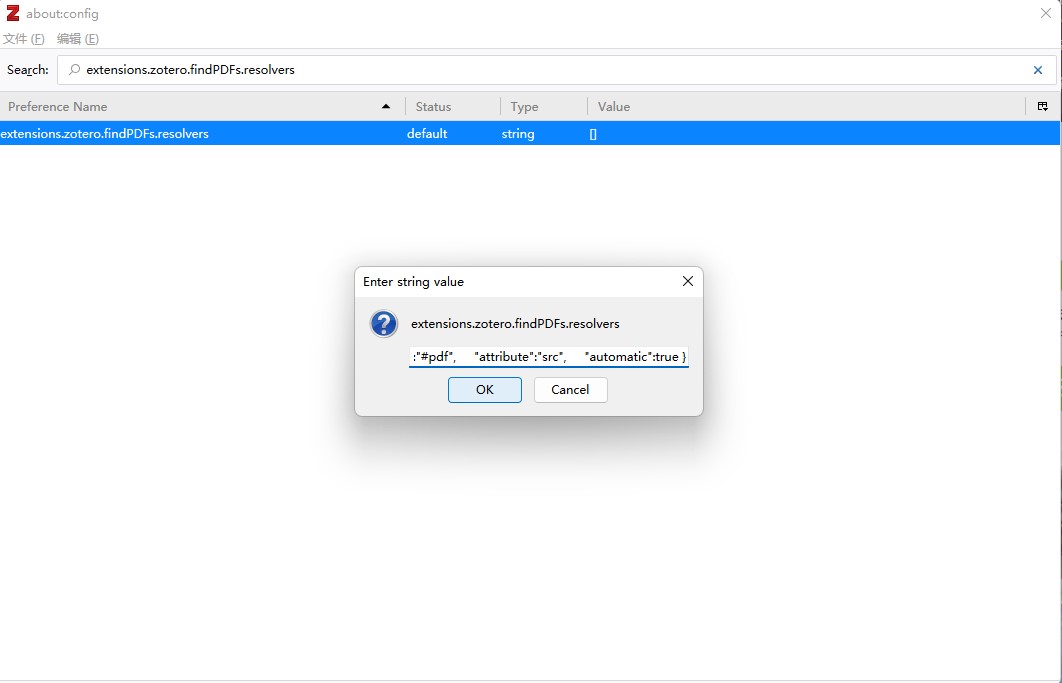 about:config
文件 (F) 编辑 (E)
Search: extensions.zotero.findPDFs.resolvers
Preference Name Status Type Value
extensions.zotero.findPDFs.resolvers default string []
Enter string value
extensions.zotero.findPDFs.resolvers
:"#pdf", "attribute":"src", "automatic":true }
OK Cancel